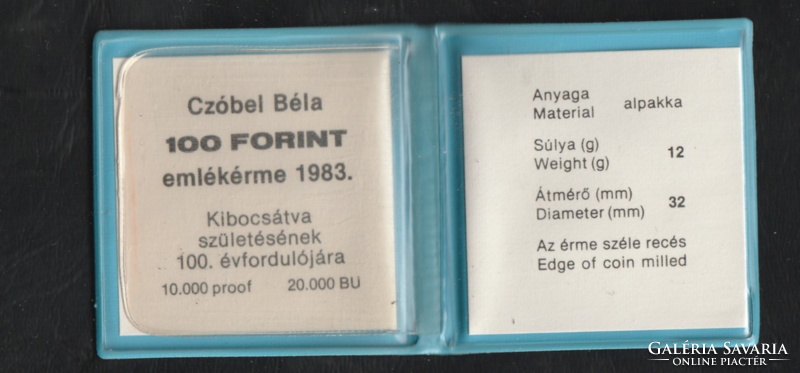 Czóbel Béla
100 FORINT
emlékérme 1983.
Kibocsátva
születésének
100. évfordulójára
10.000 proof 20.000 BU
Anyaga
Material alpakka
Súlya (g)
Weight (g) 12
Átmérő (mm)
Diameter (mm) 32
Az érme széle recés
Edge of coin milled
GALÉRIA SAVARIA
ONLINE PIACTÉR